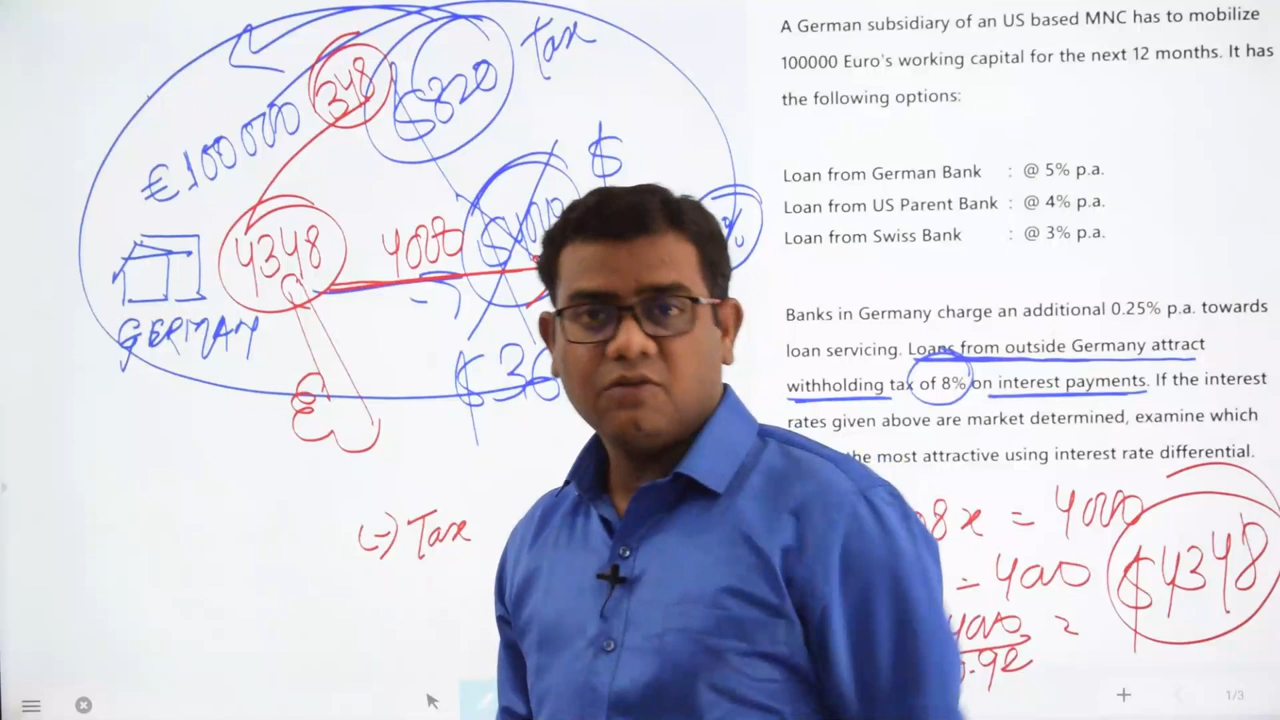 A German subsidiary of an US based MNC has to mobilize
100000 Euro's working capital for the next 12 months. It has
the following options:
Loan from German Bank : @ 5% p.a.
Loan from US Parent Bank : @ 4% p.a.
Loan from Swiss Bank : @ 3% p.a.
Banks in Germany charge an additional 0.25% p.a. towards
loan servicing. Loans from outside Germany attract
withholding tax of 8% on interest payments. If the interest
rates given above are market determined, examine which
the most attractive using interest rate differential.
348
$820
tax
€100000
$
4348
4000
GERMAN
(-) Tax
08x = 4000
= 4000
$4348
4000 =
0.92
1/3